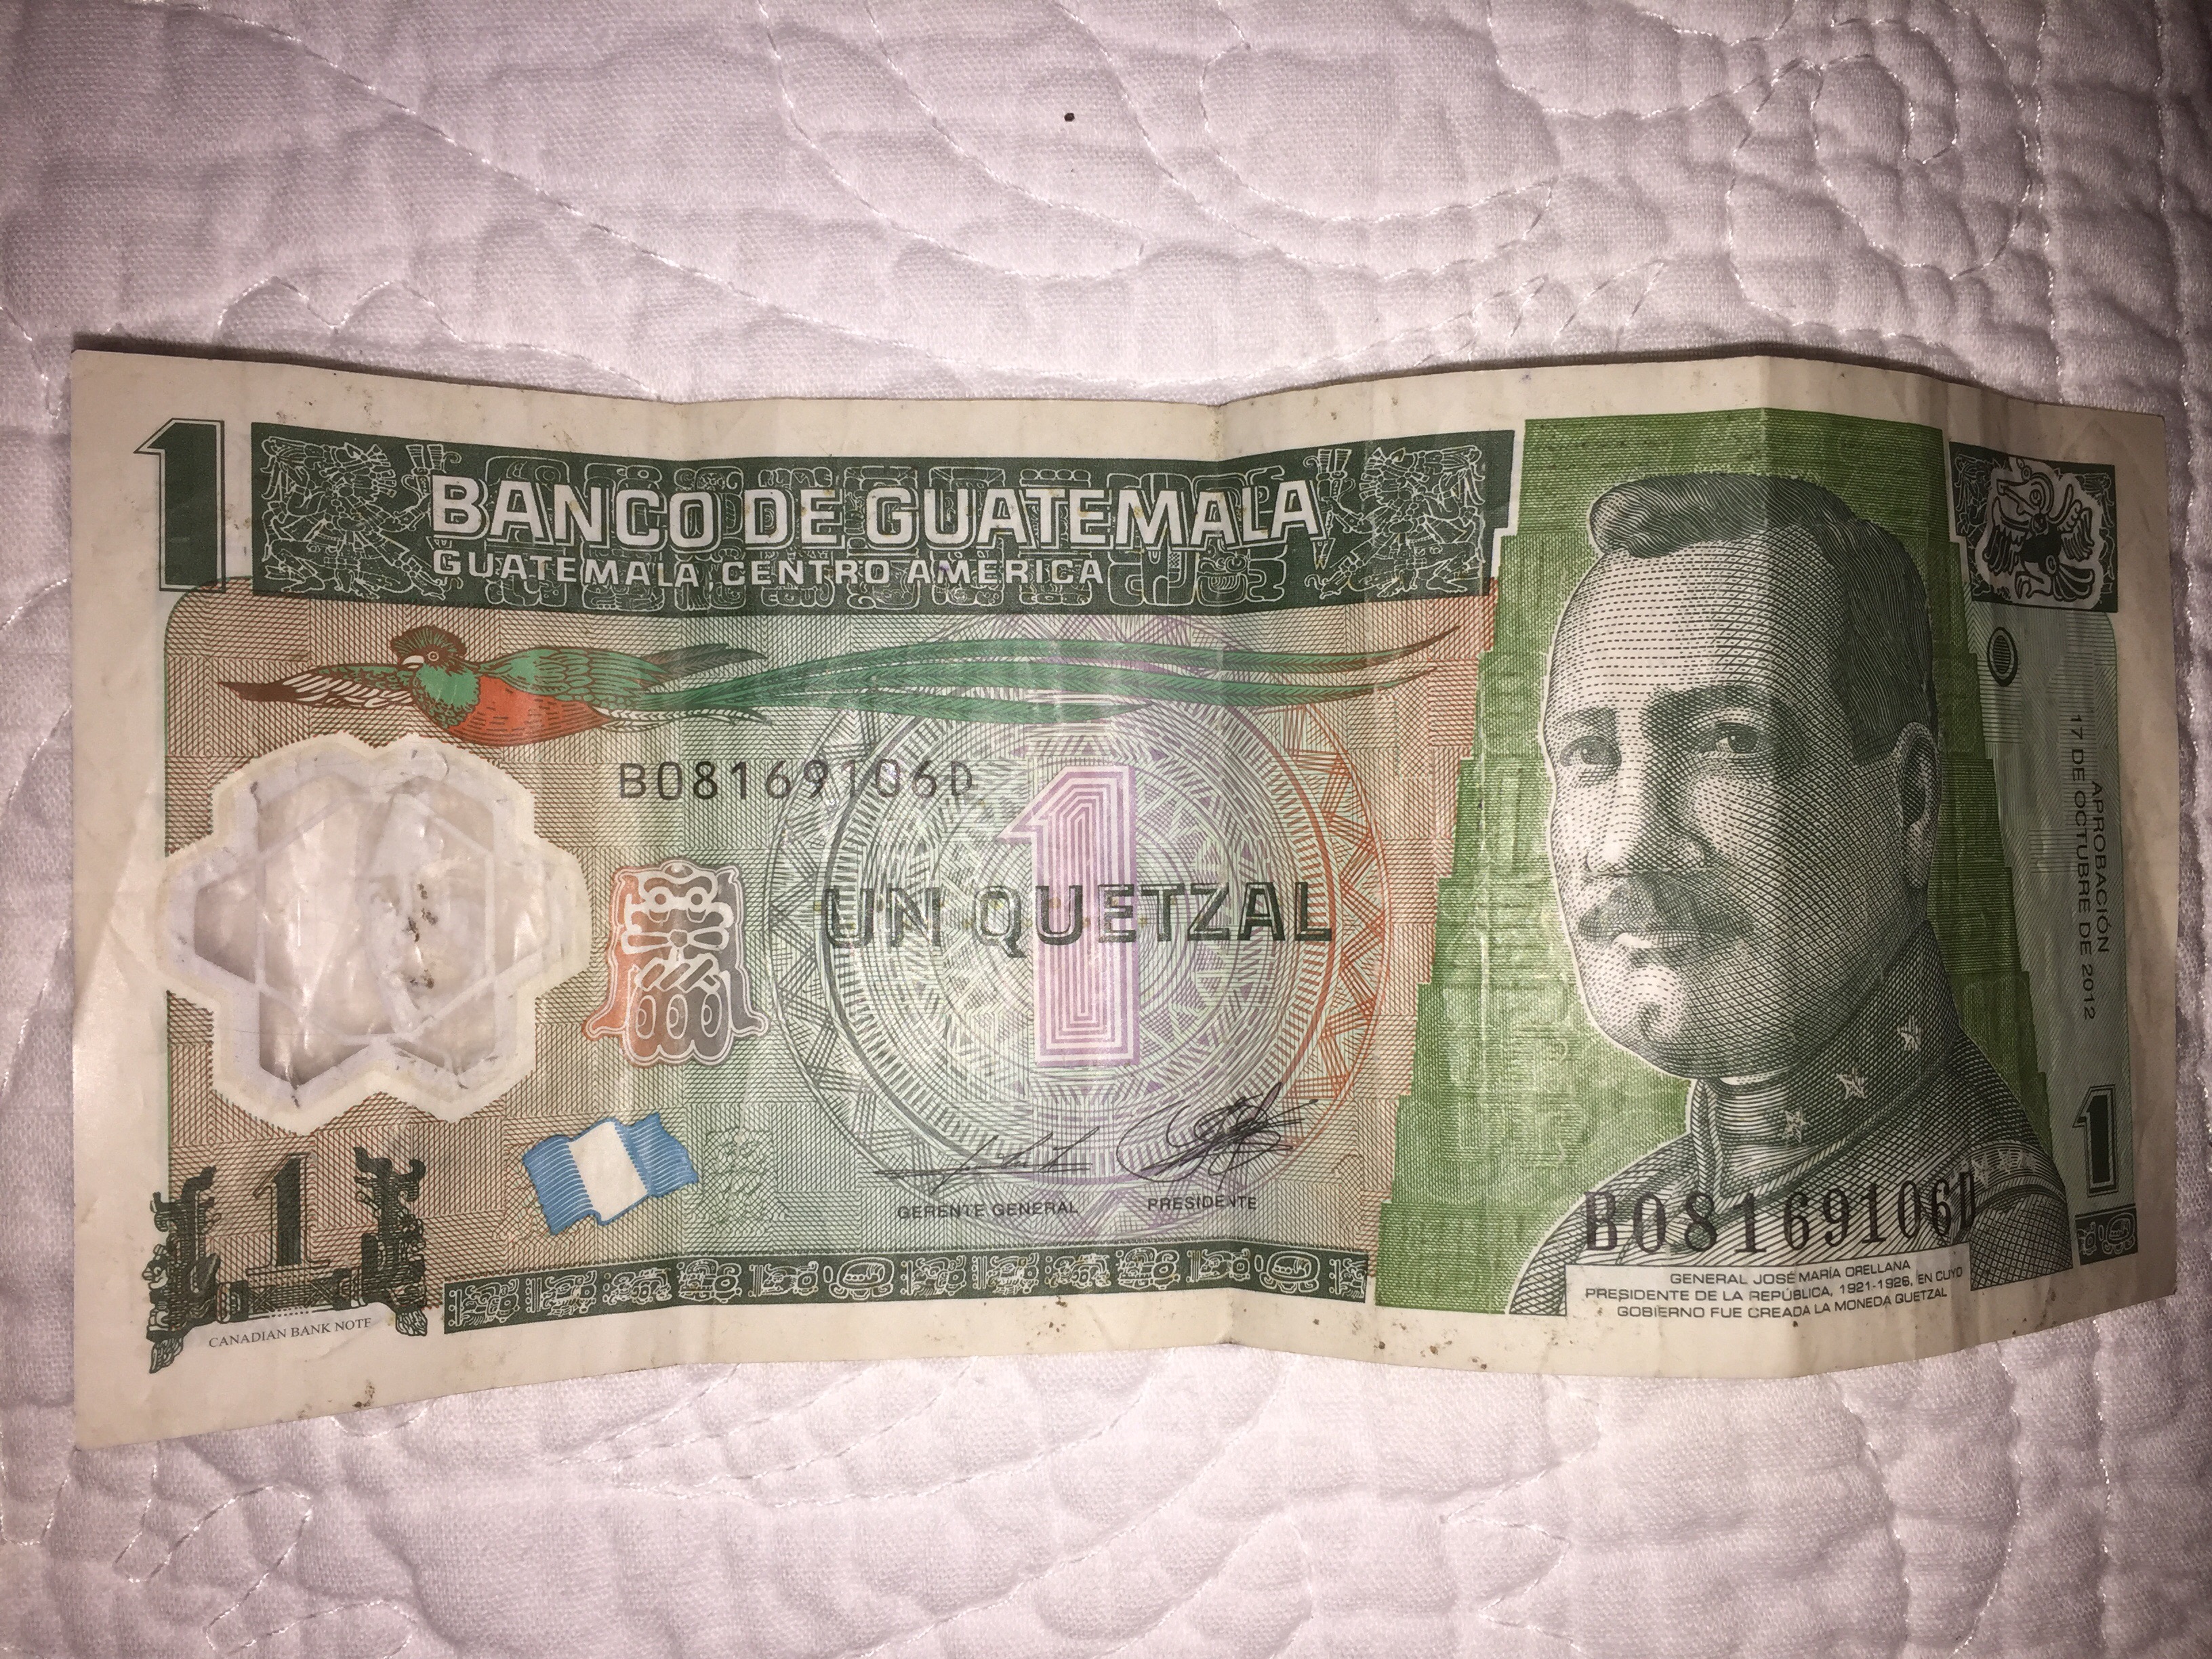 1
BANCO DE GUATEMALA
GUATEMALA CENTRO AMERICA
B08169106D
1
UN QUETZAL
GERENTE GENERAL
PRESIDENTE
1
CANADIAN BANK NOTE
APROBACIÓN
17 DE OCTUBRE DE 2012
1
B08169106D
GENERAL JOSÉ MARÍA ORELLANA
PRESIDENTE DE LA REPÚBLICA, 1921-1926, EN CUYO
GOBIERNO FUE CREADA LA MONEDA QUETZAL